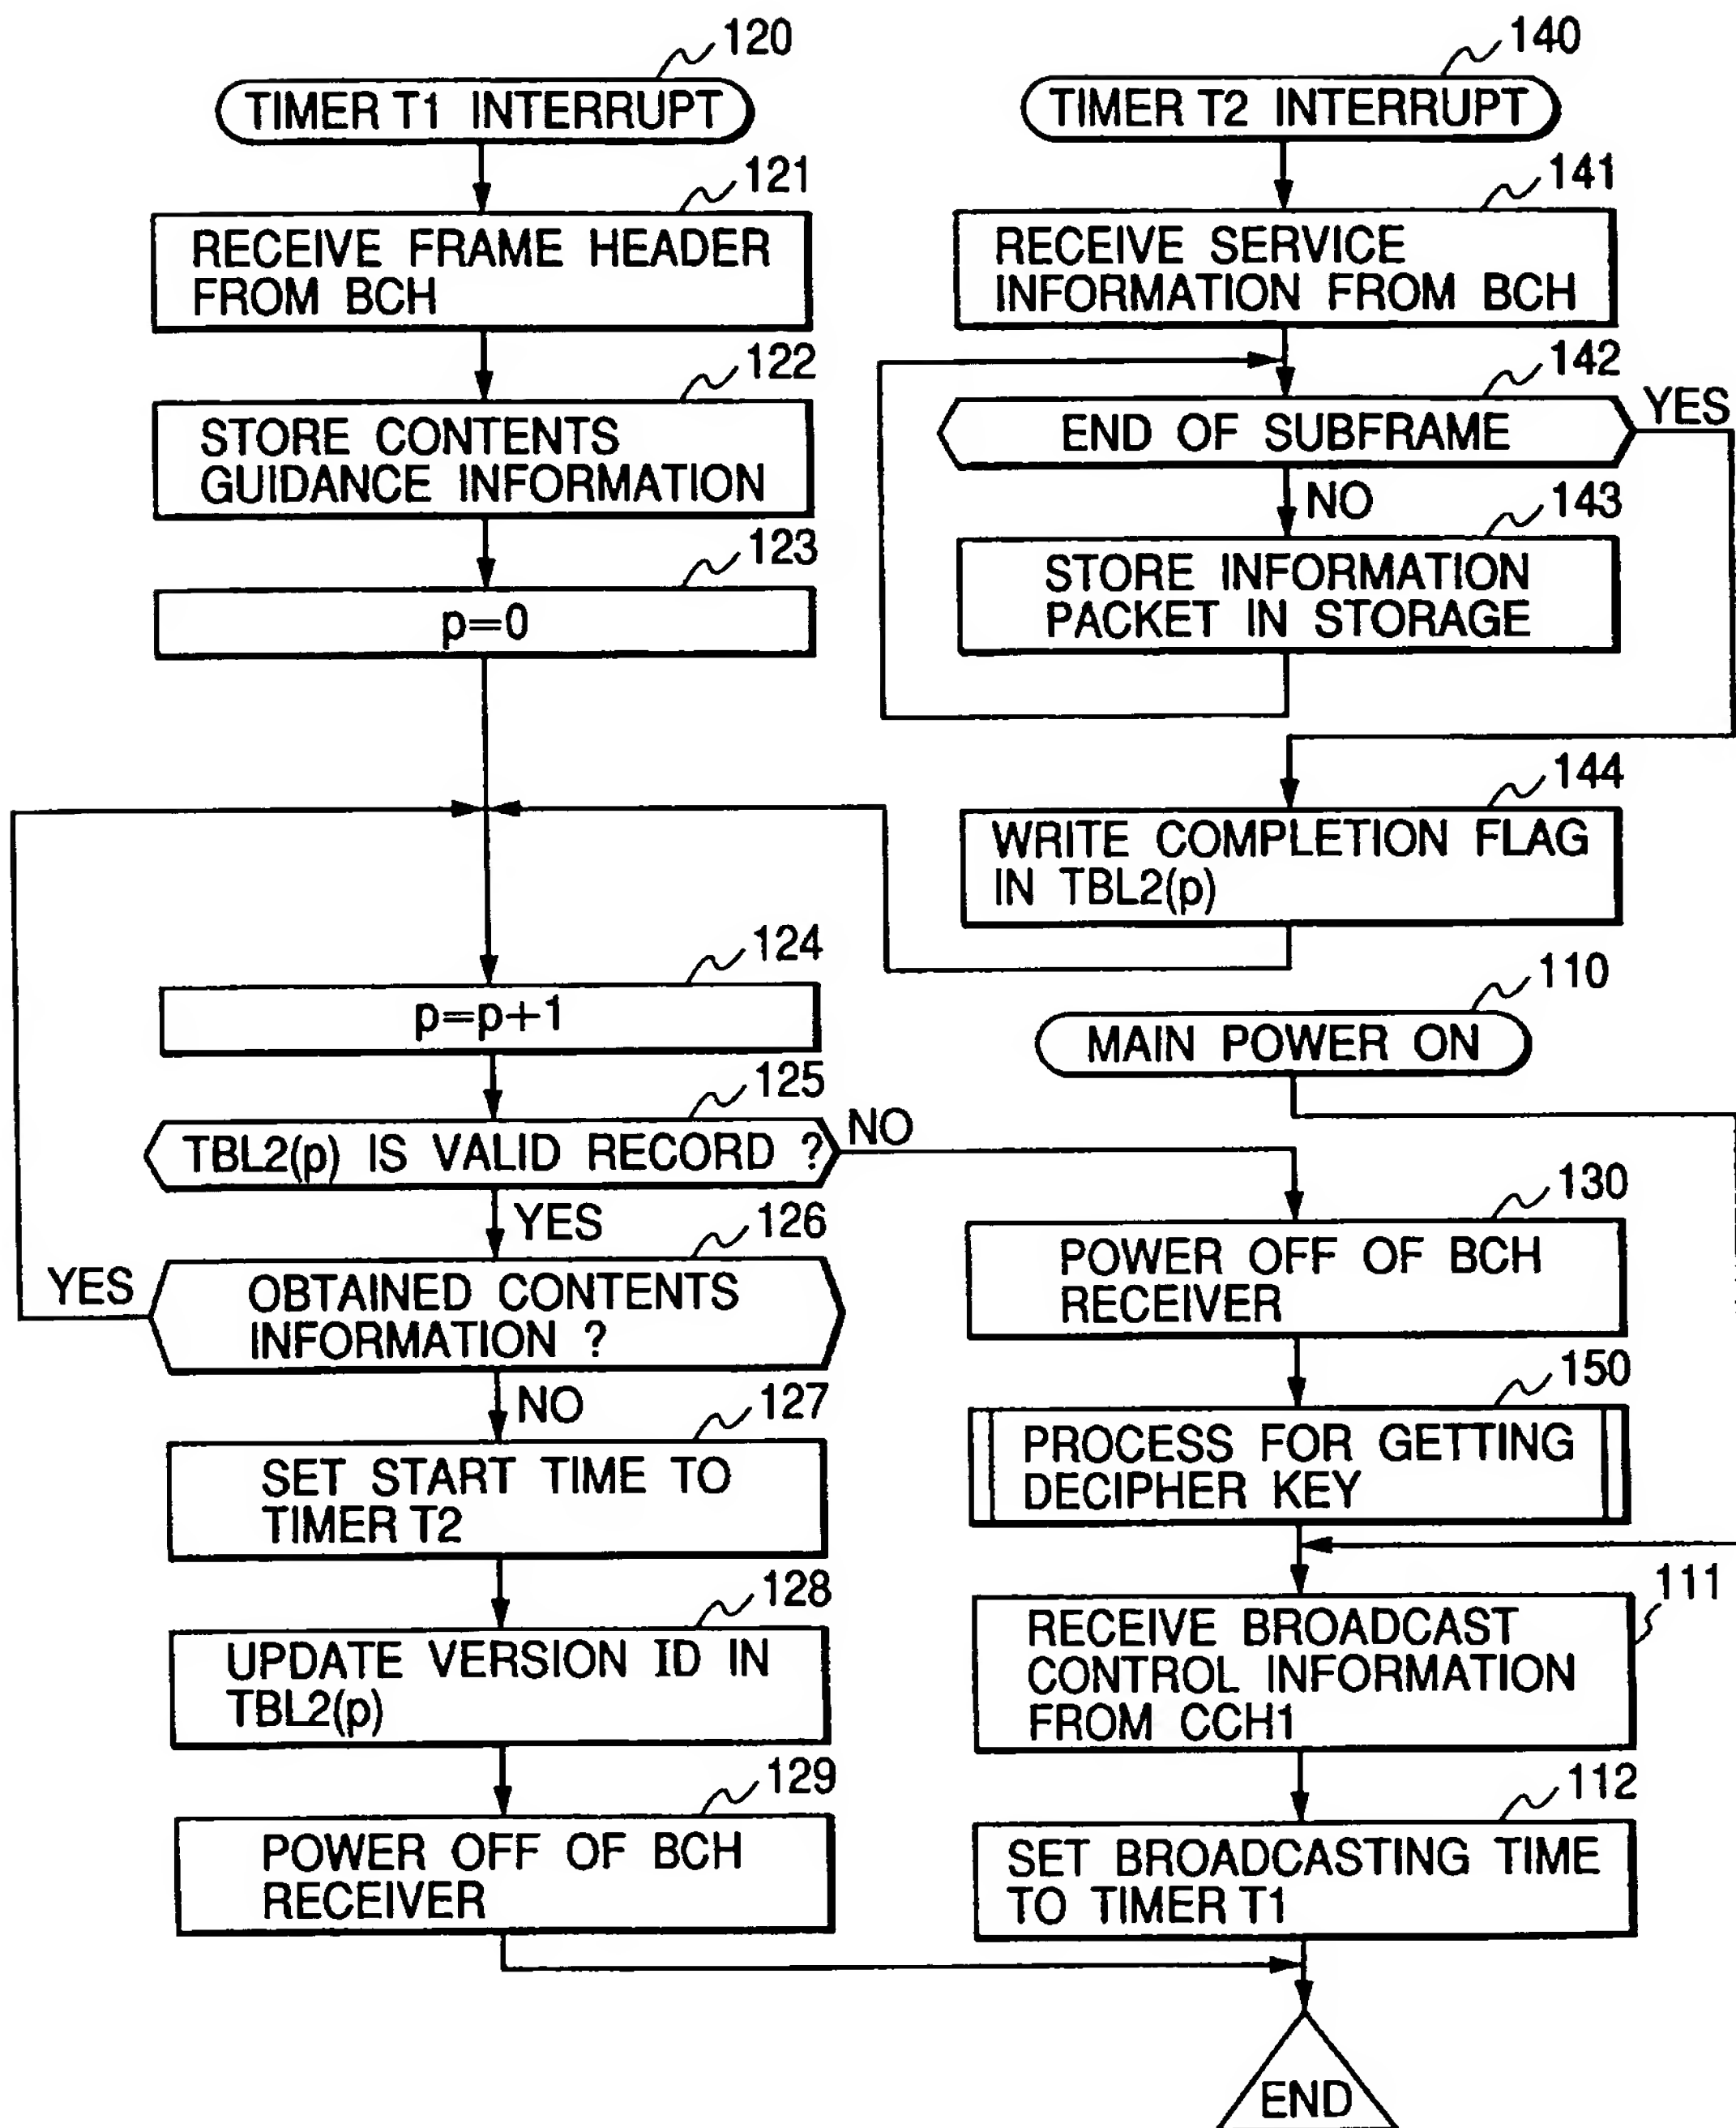 120
TIMER T1 INTERRUPT
121
RECEIVE FRAME HEADER
FROM BCH
122
STORE CONTENTS
GUIDANCE INFORMATION
123
p=0
124
p=p+1
125
TBL2(p) IS VALID RECORD ?
NO
YES
126
YES
OBTAINED CONTENTS
INFORMATION ?
NO
127
SET START TIME TO
TIMER T2
128
UPDATE VERSION ID IN
TBL2(p)
129
POWER OFF OF BCH
RECEIVER
140
TIMER T2 INTERRUPT
141
RECEIVE SERVICE
INFORMATION FROM BCH
142
YES
END OF SUBFRAME
NO
143
STORE INFORMATION
PACKET IN STORAGE
144
WRITE COMPLETION FLAG
IN TBL2(p)
110
MAIN POWER ON
130
POWER OFF OF BCH
RECEIVER
150
PROCESS FOR GETTING
DECIPHER KEY
111
RECEIVE BROADCAST
CONTROL INFORMATION
FROM CCH1
112
SET BROADCASTING TIME
TO TIMER T1
END